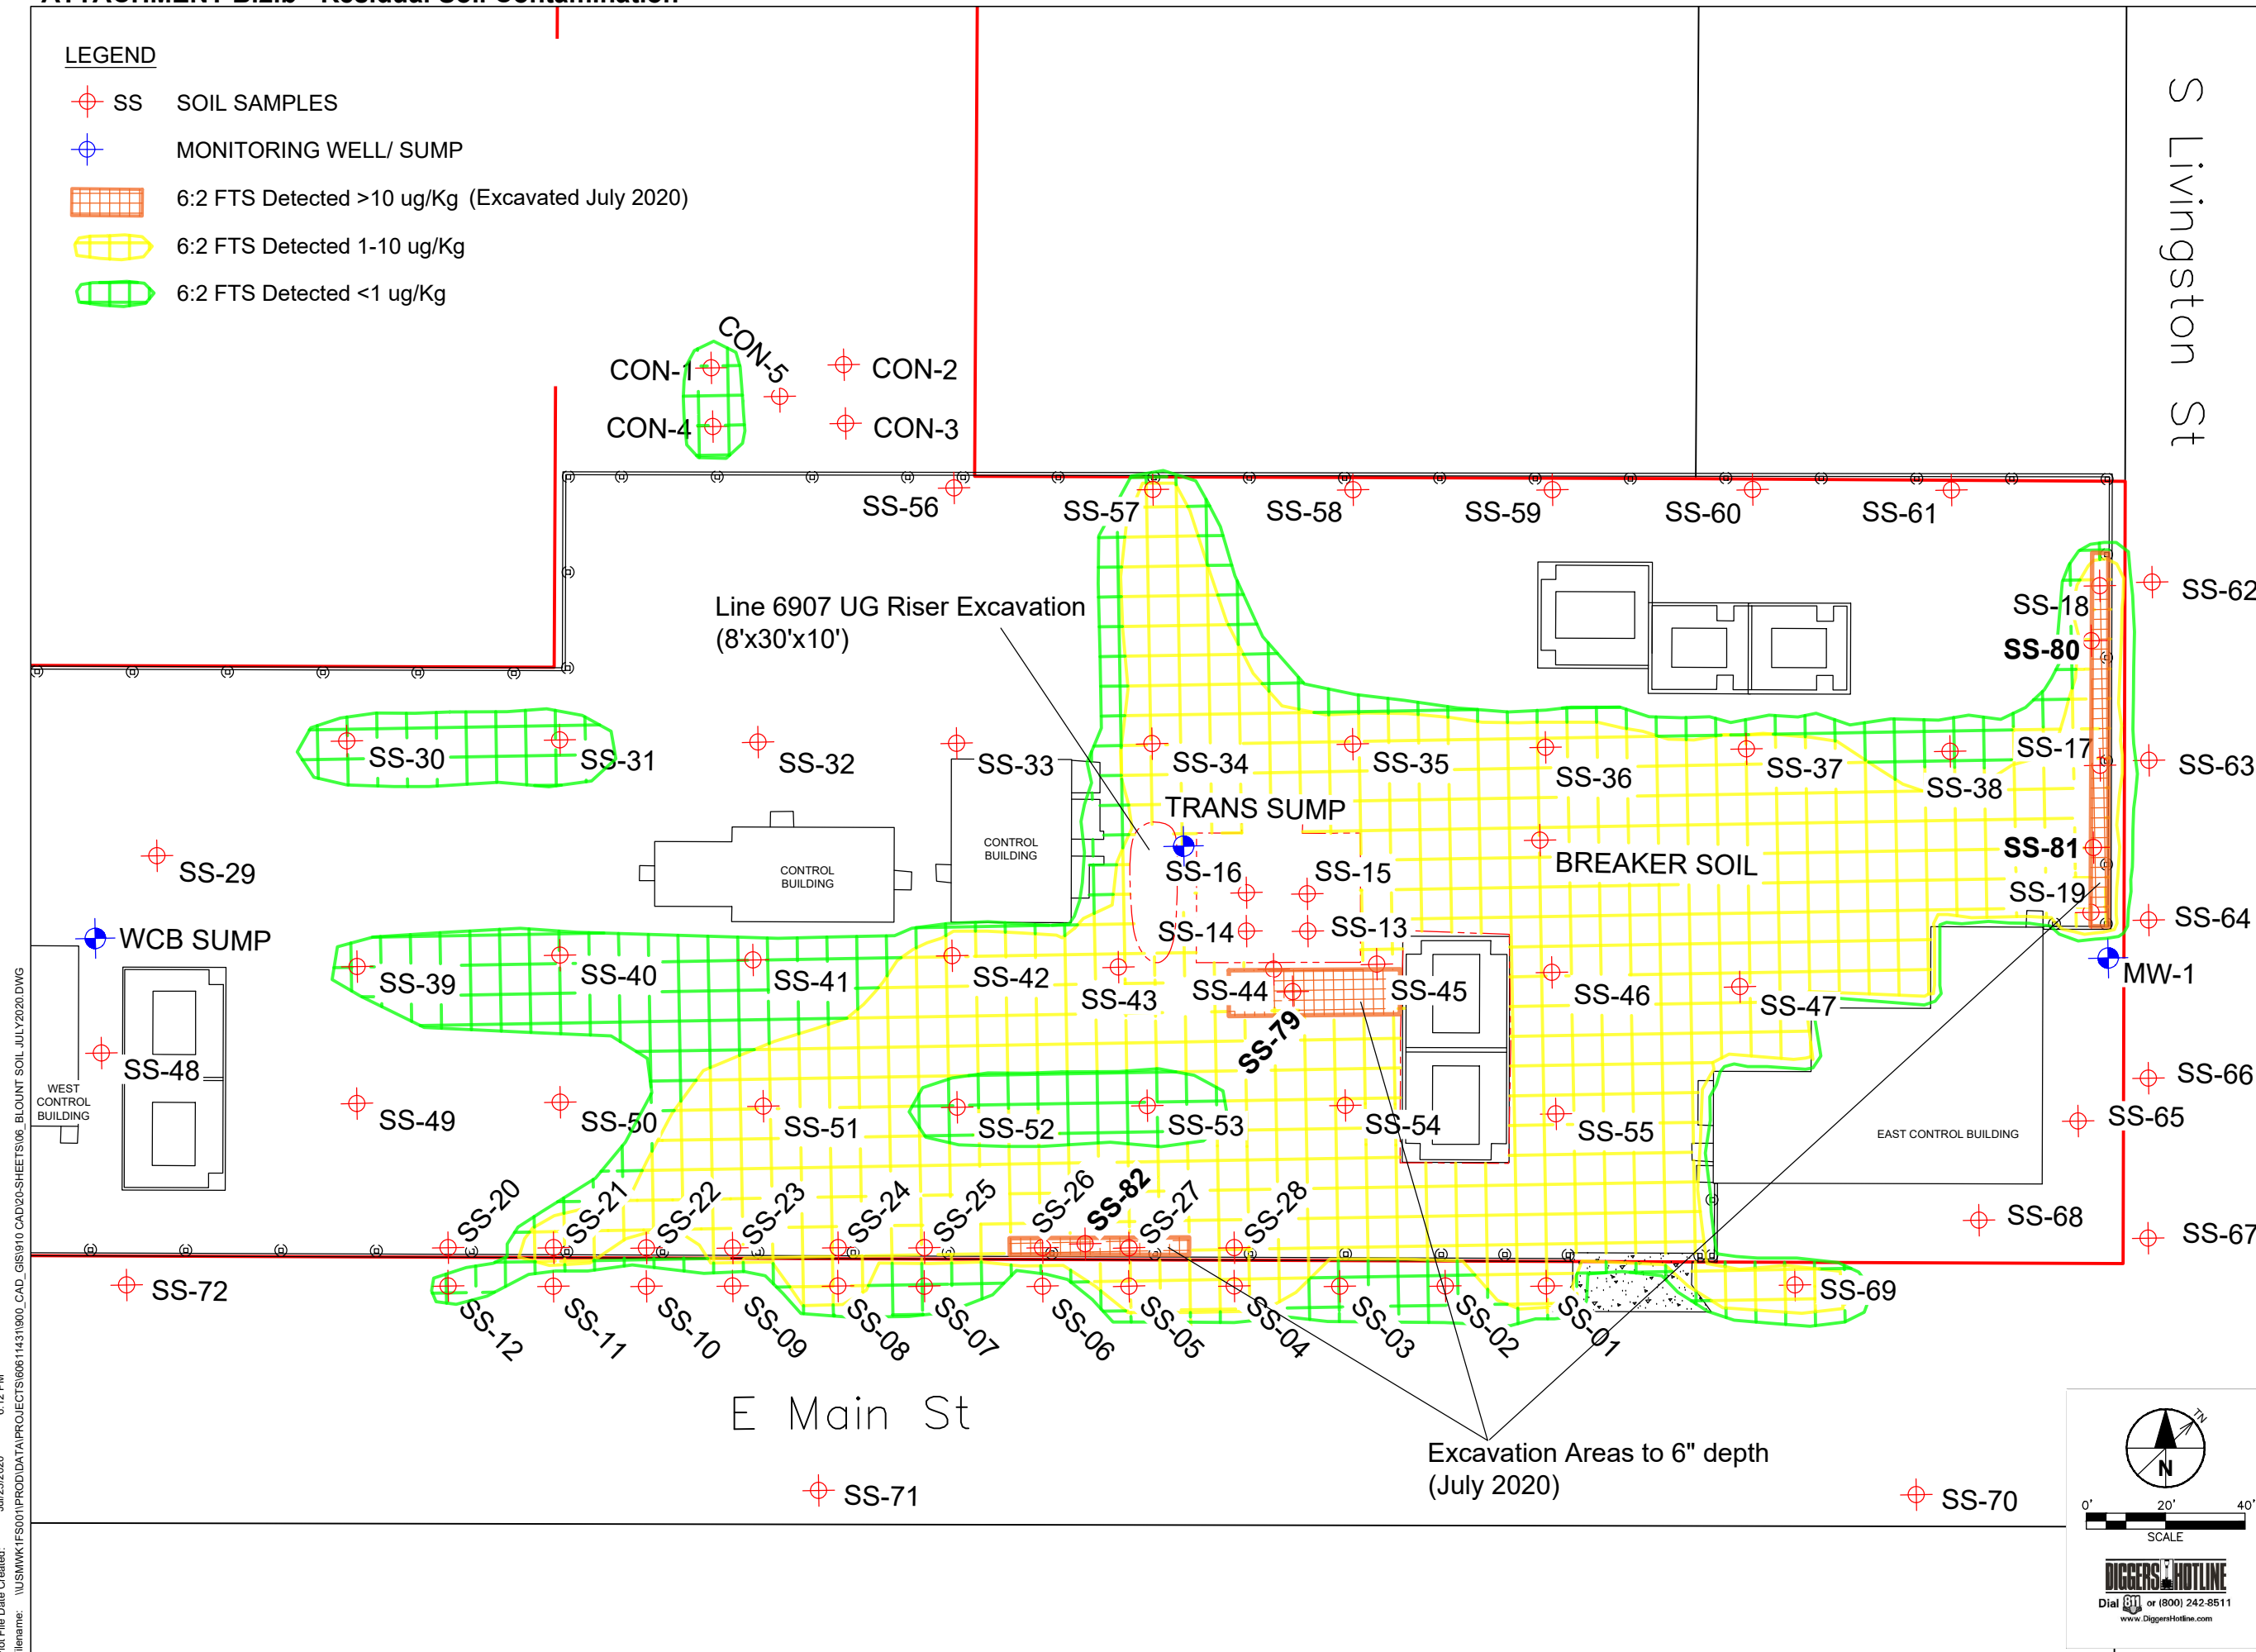 ATTACHMENT B.2.b - Residual Soil Contamination
LEGEND
SS SOIL SAMPLES
MONITORING WELL/ SUMP
6:2 FTS Detected >10 ug/Kg (Excavated July 2020)
6:2 FTS Detected 1-10 ug/Kg
6:2 FTS Detected <1 ug/Kg
S Livingston St
CON-1
CON-5
CON-2
CON-4
CON-3
SS-56
SS-57
SS-58
SS-59
SS-60
SS-61
Line 6907 UG Riser Excavation
(8'x30'x10')
SS-18
SS-62
SS-80
SS-30
SS-31
SS-32
SS-33
SS-34
SS-35
SS-36
SS-37
SS-38
SS-17
SS-63
TRANS SUMP
CONTROL
BUILDING
CONTROL
BUILDING
SS-29
SS-16
SS-15
BREAKER SOIL
SS-81
SS-19
SS-64
WCB SUMP
SS-14
SS-13
SS-39
SS-40
SS-41
SS-42
SS-43
SS-44
SS-45
SS-46
SS-47
MW-1
SS-79
SS-48
WEST
CONTROL
BUILDING
SS-49
SS-50
SS-51
SS-52
SS-53
SS-54
SS-55
SS-66
SS-65
EAST CONTROL BUILDING
SS-20
SS-21
SS-22
SS-23
SS-24
SS-25
SS-26
SS-82
SS-27
SS-28
SS-68
SS-67
SS-72
SS-12
SS-11
SS-10
SS-09
SS-08
SS-07
SS-06
SS-05
SS-04
SS-03
SS-02
SS-01
SS-69
E Main St
Excavation Areas to 6" depth
(July 2020)
SS-71
SS-70
TN
N
0' 20' 40'
SCALE
DIGGERS HOTLINE
Dial 811 or (800) 242-8511
www.DiggersHotline.com